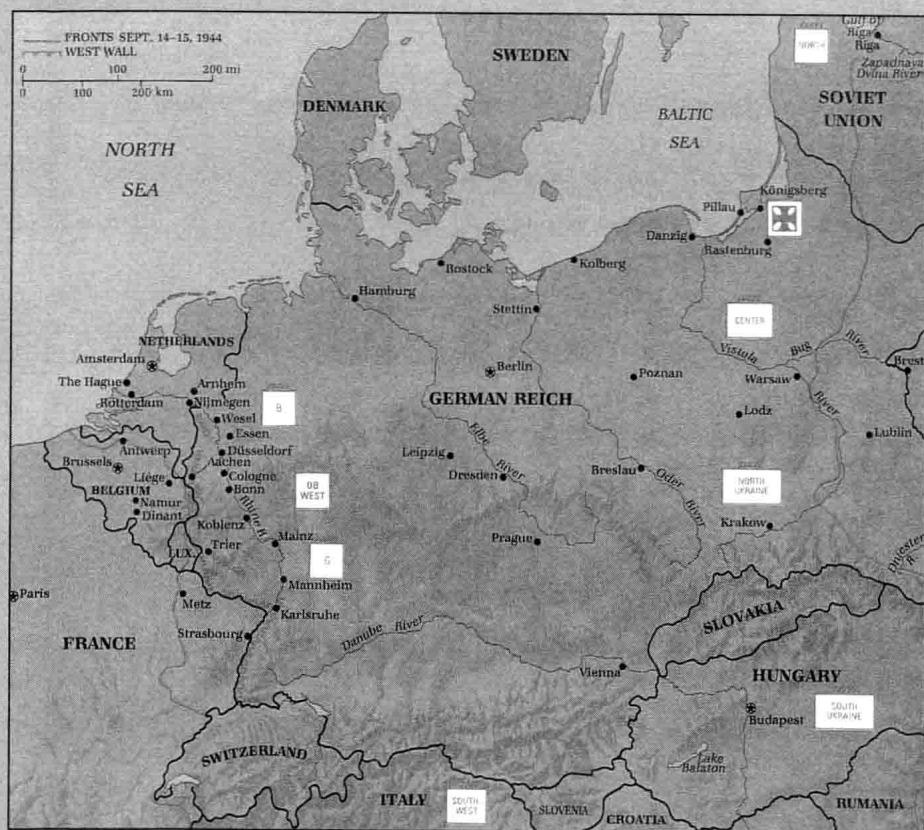 FRONTS SEPT. 14–15, 1944
WEST WALL
0 100 200 mi
0 100 200 km
SWEDEN
NORTH
Gulf of
Riga
Riga
Zapadnaya
Dvina River
SOVIET
UNION
DENMARK
BALTIC
SEA
NORTH
SEA
Königsberg
Pillau
Danzig
Rastenburg
Rostock
Kolberg
Hamburg
Stettin
CENTER
NETHERLANDS
Amsterdam
Berlin
Vistula
Bug
River
Brest
The Hague
Arnhem
Poznan
Warsaw
Rotterdam
Nijmegen
GERMAN REICH
River
Wesel
B
Lodz
Essen
Elbe
Lublin
Antwerp
Düsseldorf
Brussels
Aachen
Leipzig
Breslau
Liége
Cologne
River
Oder
BELGIUM
Bonn
OB
WEST
Dresden
River
NORTH
UKRAINE
Namur
Rhine R.
Dinant
Koblenz
Krakow
Mainz
Prague
LUX.
Trier
G
Dniester
R.
Paris
Mannheim
Metz
Karlsruhe
SLOVAKIA
FRANCE
Strasbourg
Danube River
Vienna
HUNGARY
SOUTH
UKRAINE
Budapest
SWITZERLAND
Lake
Balaton
ITALY
SOUTH
WEST
SLOVENIA
CROATIA
RUMANIA